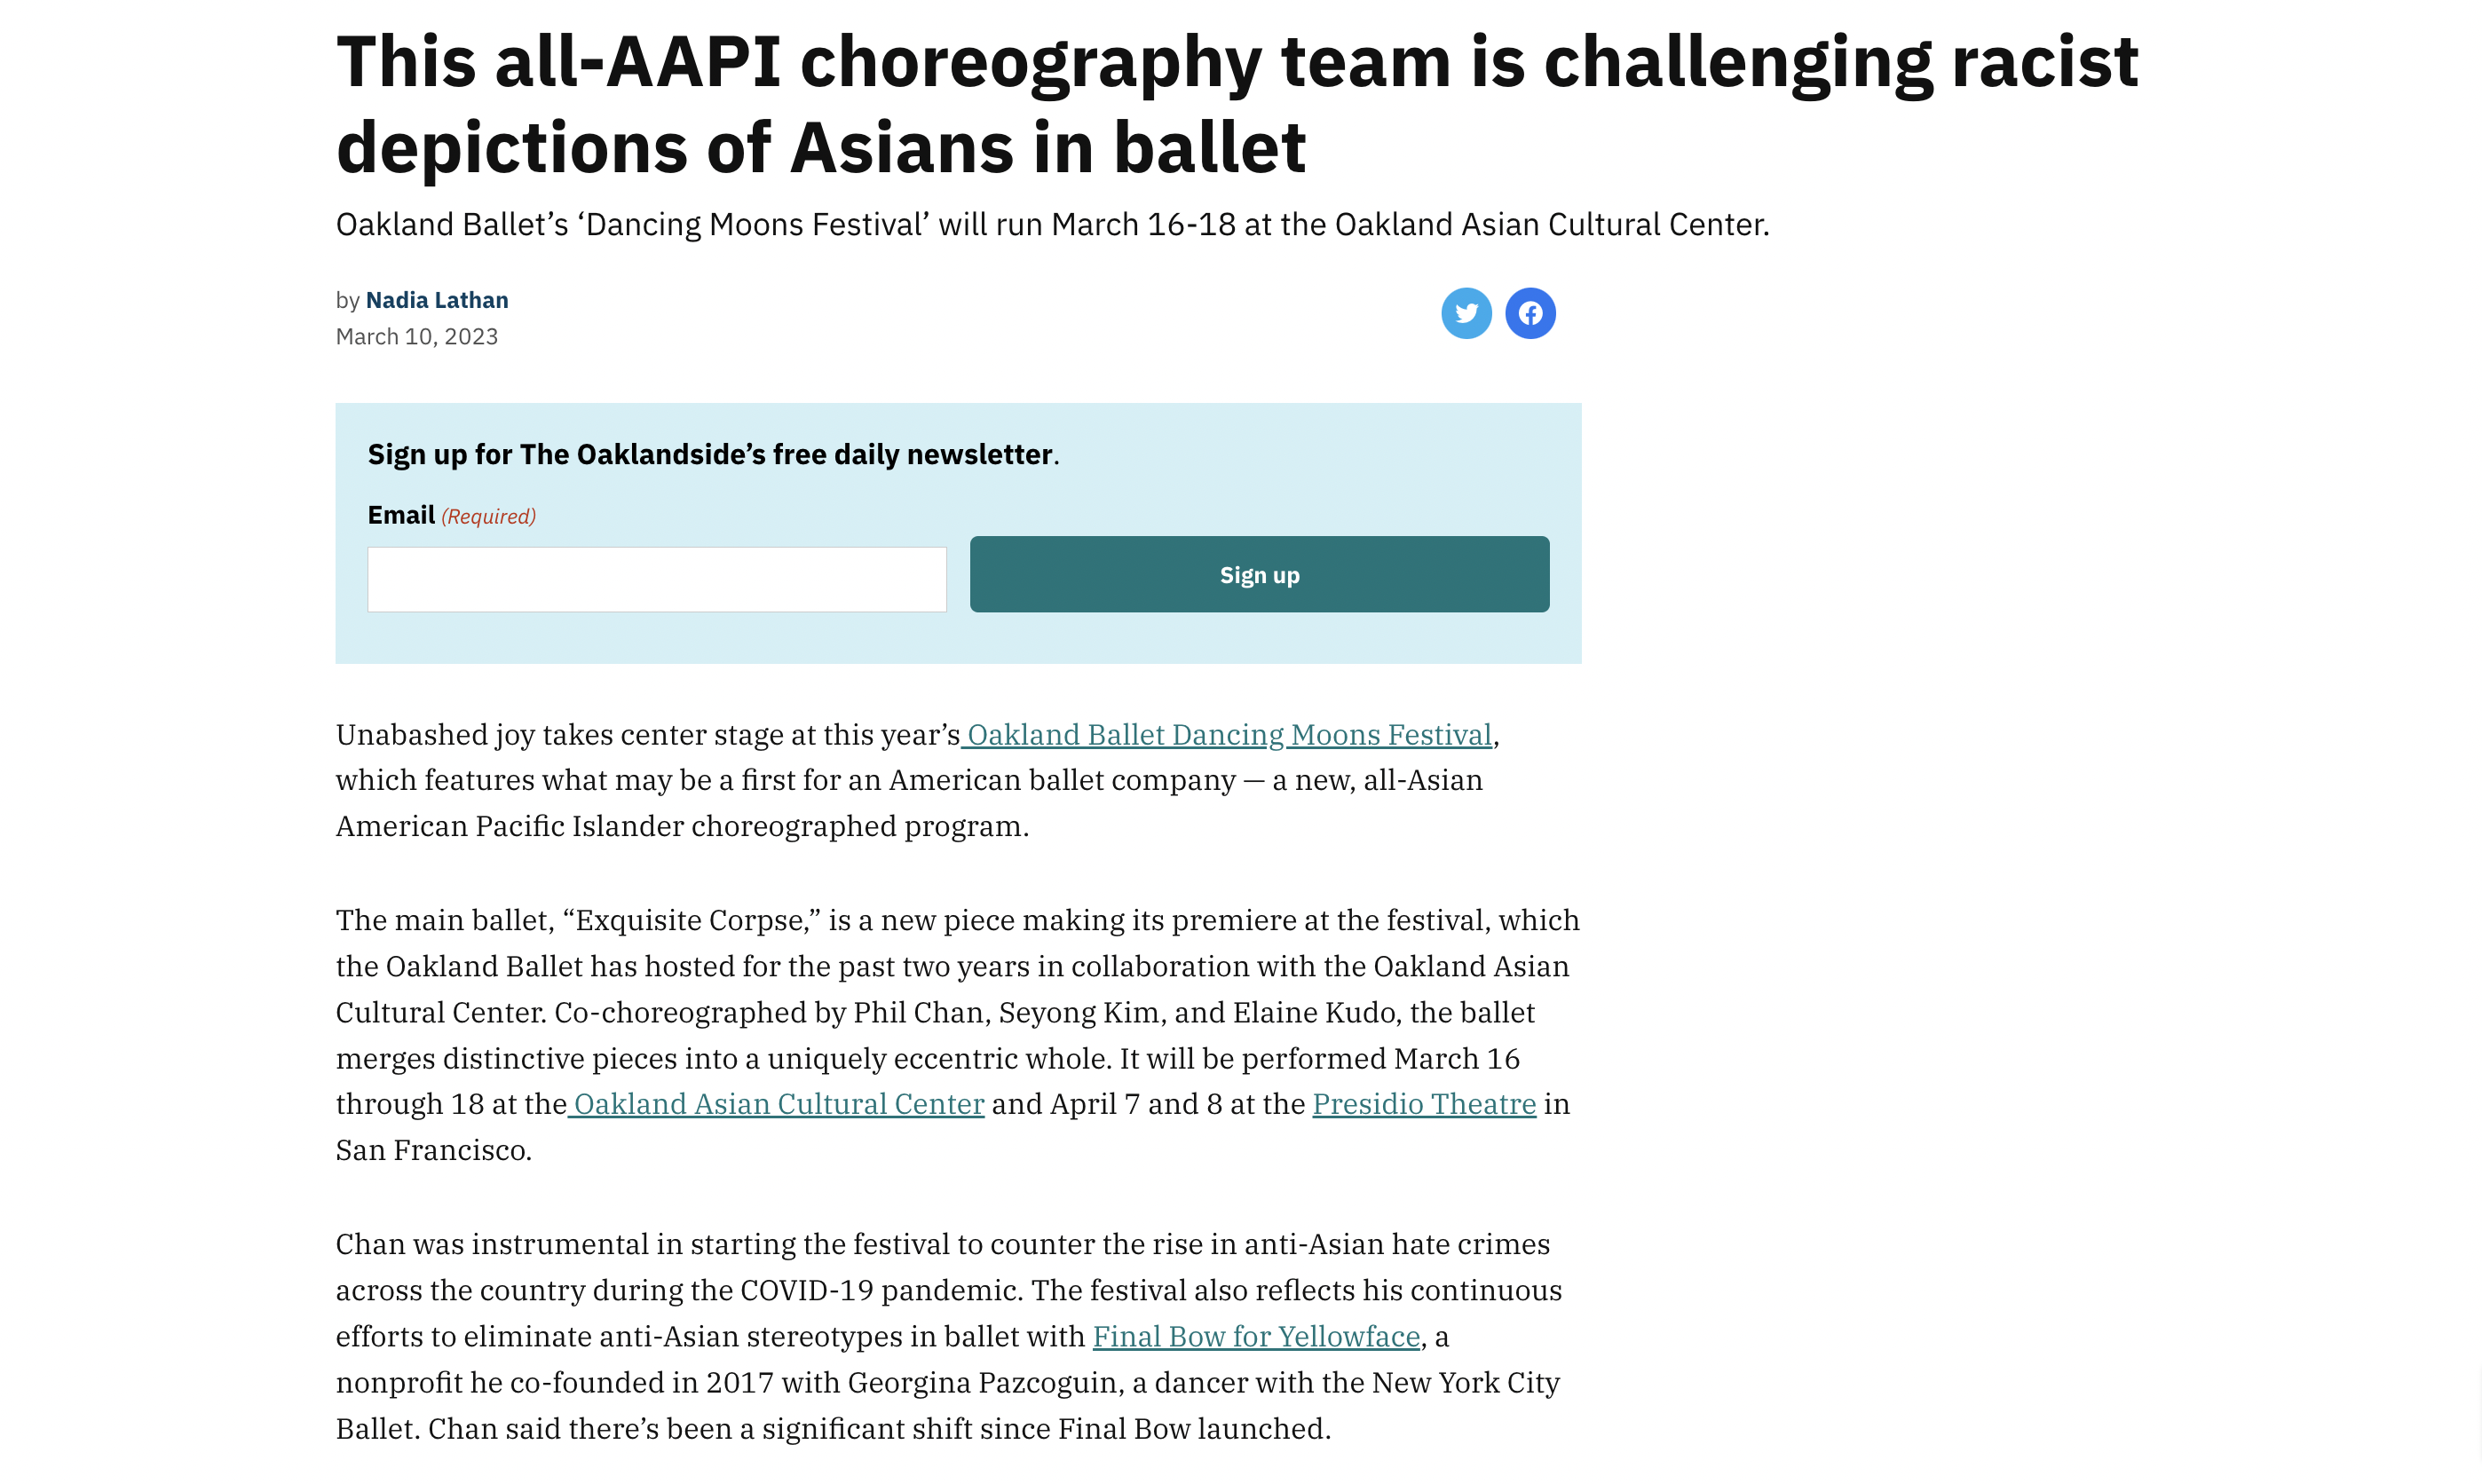 This all-AAPI choreography team is challenging racist
depictions of Asians in ballet
Oakland Ballet’s ‘Dancing Moons Festival’ will run March 16-18 at the Oakland Asian Cultural Center.
by Nadia Lathan
March 10, 2023
Sign up for The Oaklandside’s free daily newsletter.
Email (Required)
Sign up
Unabashed joy takes center stage at this year’s Oakland Ballet Dancing Moons Festival,
which features what may be a first for an American ballet company — a new, all-Asian
American Pacific Islander choreographed program.
The main ballet, “Exquisite Corpse,” is a new piece making its premiere at the festival, which
the Oakland Ballet has hosted for the past two years in collaboration with the Oakland Asian
Cultural Center. Co-choreographed by Phil Chan, Seyong Kim, and Elaine Kudo, the ballet
merges distinctive pieces into a uniquely eccentric whole. It will be performed March 16
through 18 at the Oakland Asian Cultural Center and April 7 and 8 at the Presidio Theatre in
San Francisco.
Chan was instrumental in starting the festival to counter the rise in anti-Asian hate crimes
across the country during the COVID-19 pandemic. The festival also reflects his continuous
efforts to eliminate anti-Asian stereotypes in ballet with Final Bow for Yellowface, a
nonprofit he co-founded in 2017 with Georgina Pazcoguin, a dancer with the New York City
Ballet. Chan said there’s been a significant shift since Final Bow launched.